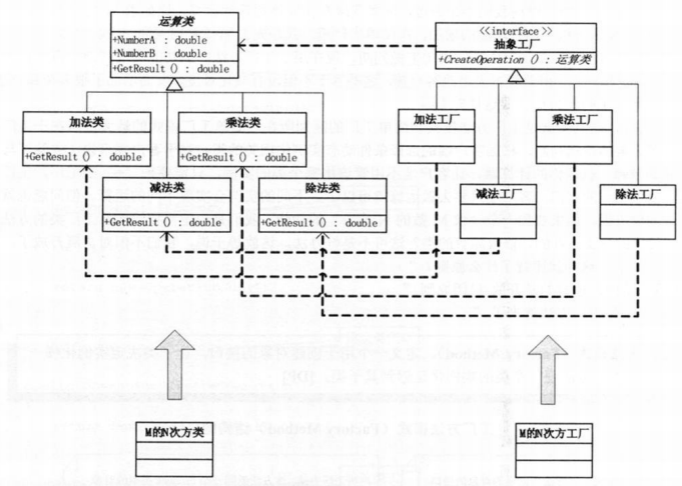 运算类
+NumberA : double
+NumberB : double
+GetResult () : double
<<interface >>
抽象工厂
+CreateOperation () : 运算类
加法类
+GetResult () : double
乘法类
+GetResult () : double
加法工厂
乘法工厂
减法类
+GetResult () : double
除法类
+GetResult () : double
减法工厂
除法工厂
M的N次方类
M的N次方工厂